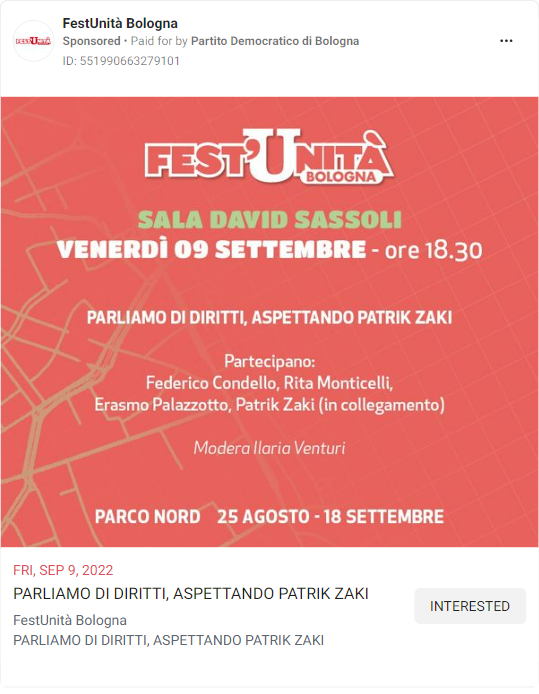 FestUnità Bologna
Sponsored • Paid for by Partito Democratico di Bologna
ID: 551990663279101
FEST'UNITÀ
FEST'UNITÀ
BOLOGNA
SALA DAVID SASSOLI
VENERDÌ 09 SETTEMBRE - ore 18.30
PARLIAMO DI DIRITTI, ASPETTANDO PATRIK ZAKI
Partecipano:
Federico Condello, Rita Monticelli,
Erasmo Palazzotto, Patrik Zaki (in collegamento)
Modera Ilaria Venturi
PARCO NORD 25 AGOSTO - 18 SETTEMBRE
FRI, SEP 9, 2022
PARLIAMO DI DIRITTI, ASPETTANDO PATRIK ZAKI
INTERESTED
FestUnità Bologna
PARLIAMO DI DIRITTI, ASPETTANDO PATRIK ZAKI